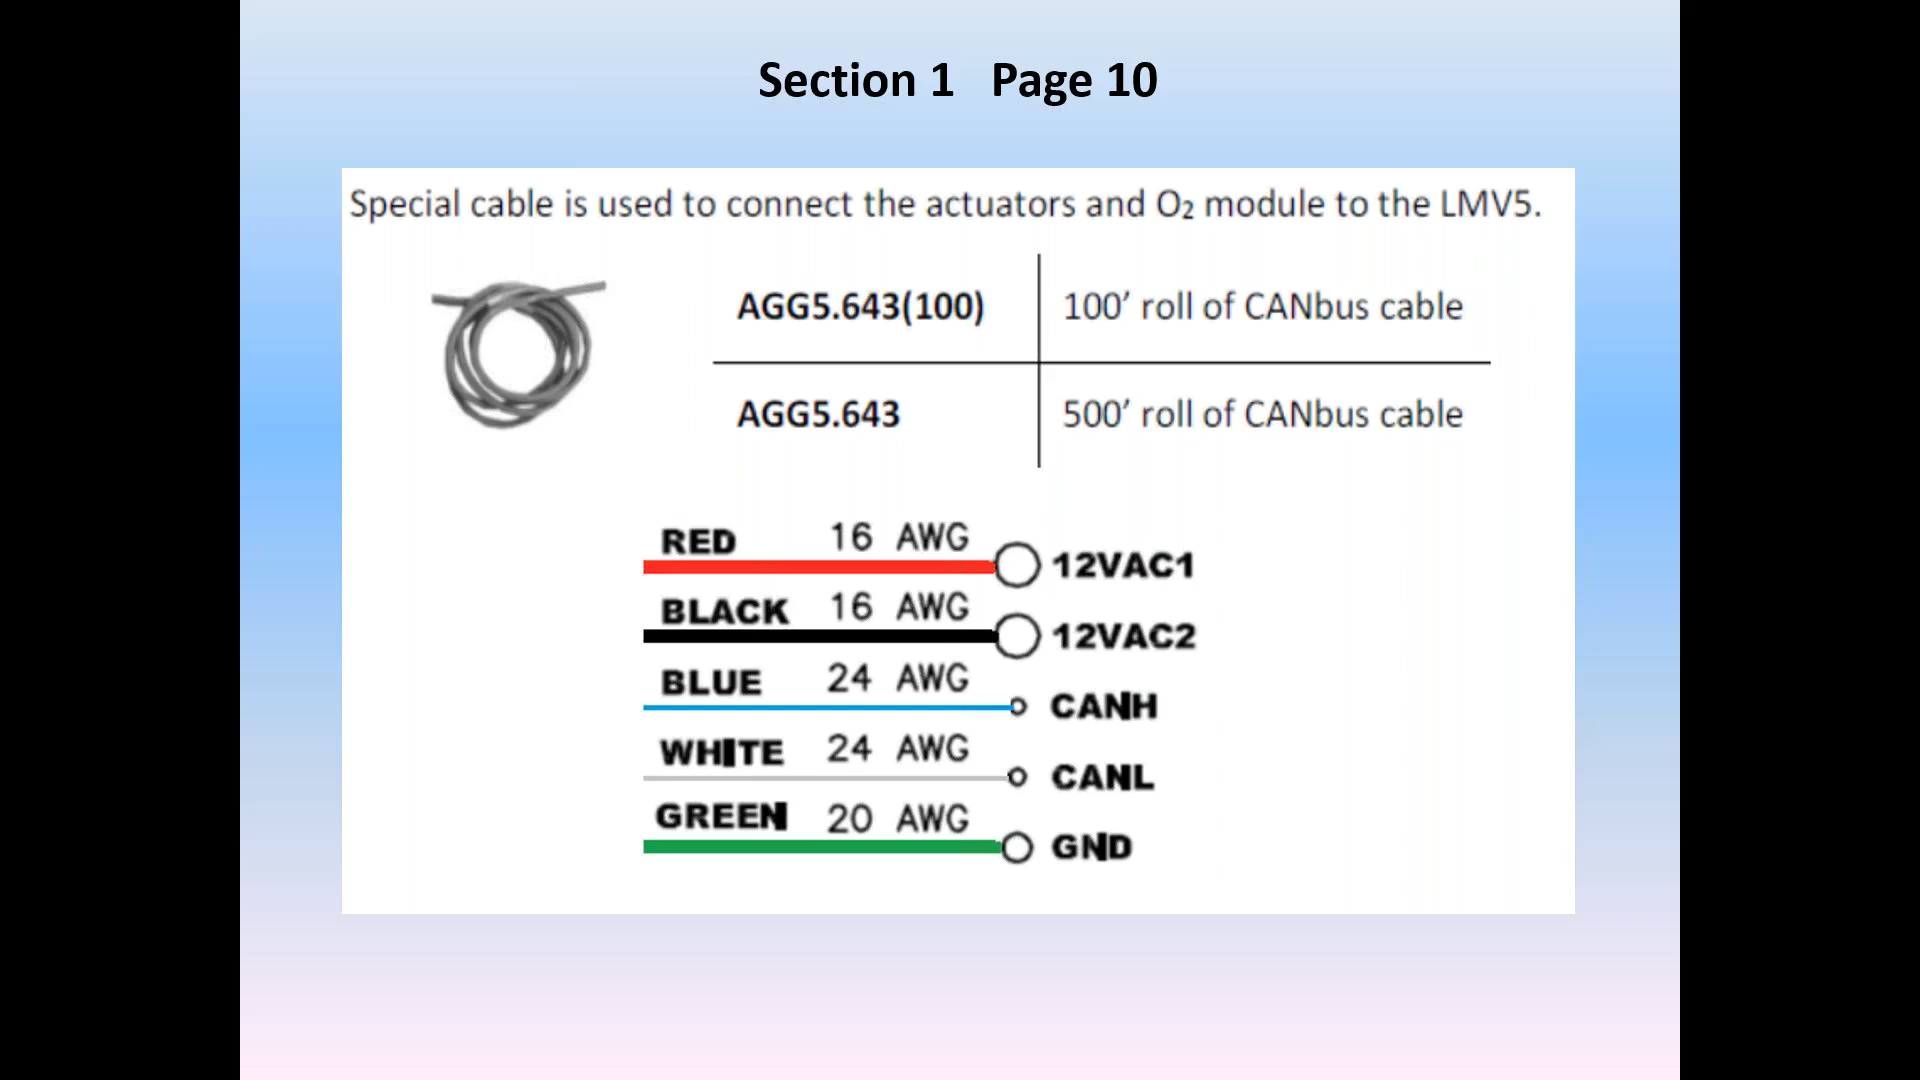 Section 1 Page 10
Special cable is used to connect the actuators and O₂ module to the LMV5.
AGG5.643(100) 100' roll of CANbus cable
AGG5.643 500' roll of CANbus cable
RED 16 AWG 12VAC1
BLACK 16 AWG 12VAC2
BLUE 24 AWG CANH
WHITE 24 AWG CANL
GREEN 20 AWG GND